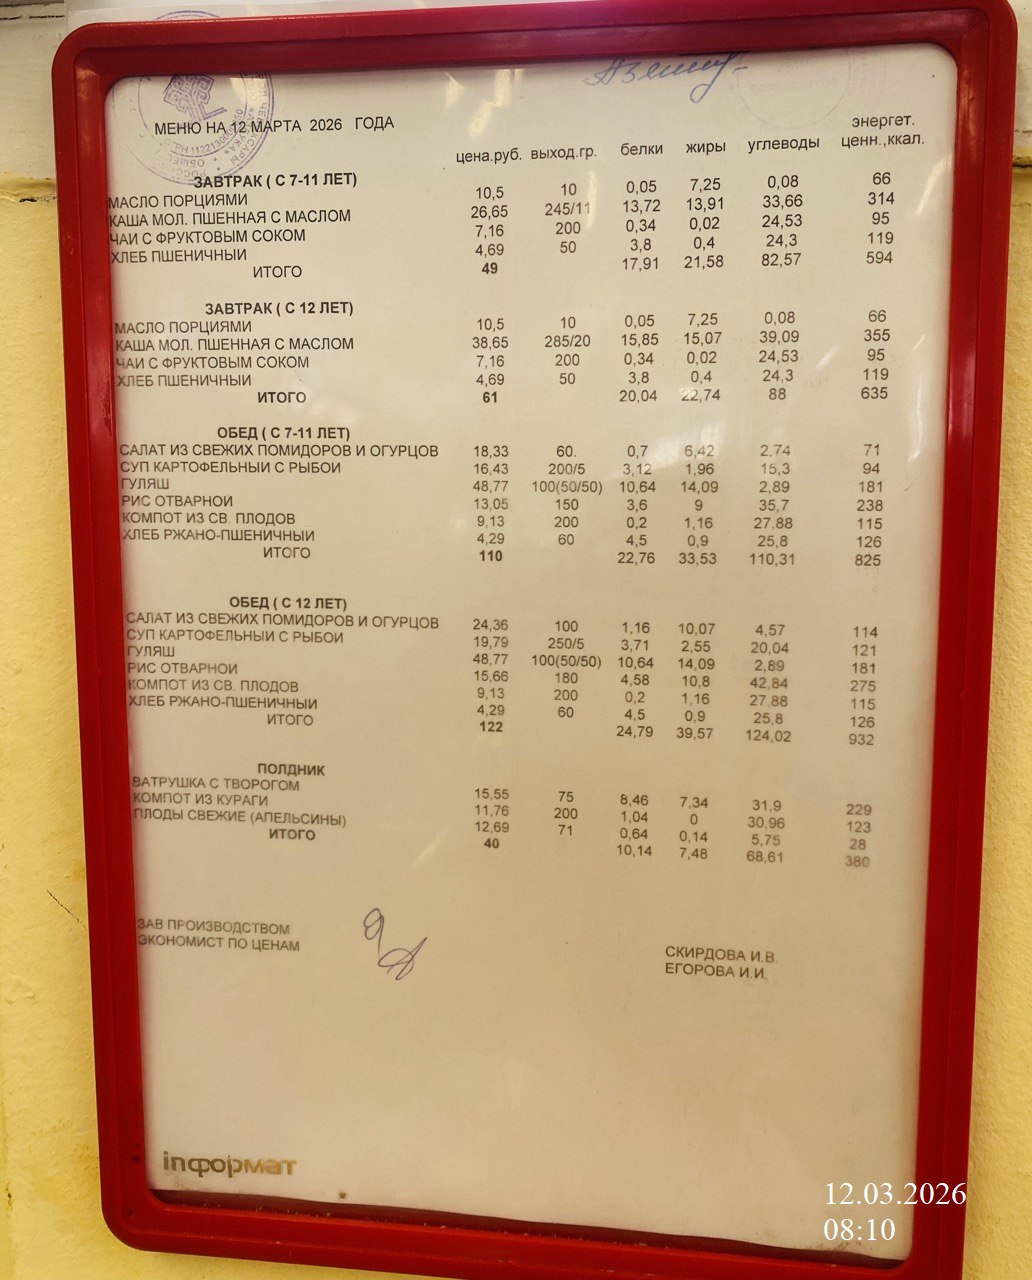 МЕНЮ НА 12 МАРТА 2026 ГОДА
цена.руб. выход.гр. белки жиры углеводы энергет. ценн.,ккал.
ЗАВТРАК ( С 7-11 ЛЕТ)
МАСЛО ПОРЦИЯМИ 10,5 10 0,05 7,25 0,08 66
КАША МОЛ. ПШЕННАЯ С МАСЛОМ 26,65 245/11 13,72 13,91 33,66 314
ЧАИ С ФРУКТОВЫМ СОКОМ 7,16 200 0,34 0,02 24,53 95
ХЛЕБ ПШЕНИЧНЫИ 4,69 50 3,8 0,4 24,3 119
ИТОГО 49 17,91 21,58 82,57 594
ЗАВТРАК ( С 12 ЛЕТ)
МАСЛО ПОРЦИЯМИ 10,5 10 0,05 7,25 0,08 66
КАША МОЛ. ПШЕННАЯ С МАСЛОМ 38,65 285/20 15,85 15,07 39,09 355
ЧАИ С ФРУКТОВЫМ СОКОМ 7,16 200 0,34 0,02 24,53 95
ХЛЕБ ПШЕНИЧНЫИ 4,69 50 3,8 0,4 24,3 119
ИТОГО 61 20,04 22,74 88 635
ОБЕД ( С 7-11 ЛЕТ)
САЛАТ ИЗ СВЕЖИХ ПОМИДОРОВ И ОГУРЦОВ 18,33 60. 0,7 6,42 2,74 71
СУП КАРТОФЕЛЬНЫИ С РЫБОИ 16,43 200/5 3,12 1,96 15,3 94
ГУЛЯШ 48,77 100(50/50) 10,64 14,09 2,89 181
РИС ОТВАРНОИ 13,05 150 3,6 9 35,7 238
КОМПОТ ИЗ СВ. ПЛОДОВ 9,13 200 0,2 1,16 27,88 115
ХЛЕБ РЖАНО-ПШЕНИЧНЫИ 4,29 60 4,5 0,9 25,8 126
ИТОГО 110 22,76 33,53 110,31 825
ОБЕД ( С 12 ЛЕТ)
САЛАТ ИЗ СВЕЖИХ ПОМИДОРОВ И ОГУРЦОВ 24,36 100 1,16 10,07 4,57 114
СУП КАРТОФЕЛЬНЫИ С РЫБОИ 19,79 250/5 3,71 2,55 20,04 121
ГУЛЯШ 48,77 100(50/50) 10,64 14,09 2,89 181
РИС ОТВАРНОИ 15,66 180 4,58 10,8 42,84 275
КОМПОТ ИЗ СВ. ПЛОДОВ 9,13 200 0,2 1,16 27,88 115
ХЛЕБ РЖАНО-ПШЕНИЧНЫИ 4,29 60 4,5 0,9 25,8 126
ИТОГО 122 24,79 39,57 124,02 932
ПОЛДНИК
ВАТРУШКА С ТВОРОГОМ 15,55 75 8,46 7,34 31,9 229
КОМПОТ ИЗ КУРАГИ 11,76 200 1,04 0 30,96 123
ПЛОДЫ СВЕЖИЕ (АПЕЛЬСИНЫ) 12,69 71 0,64 0,14 5,75 28
ИТОГО 40 10,14 7,48 68,61 380
ЗАВ ПРОИЗВОДСТВОМ СКИРДОВА И.В.
ЭКОНОМИСТ ПО ЦЕНАМ ЕГОРОВА И.И.
inформат
12.03.2026
08:10